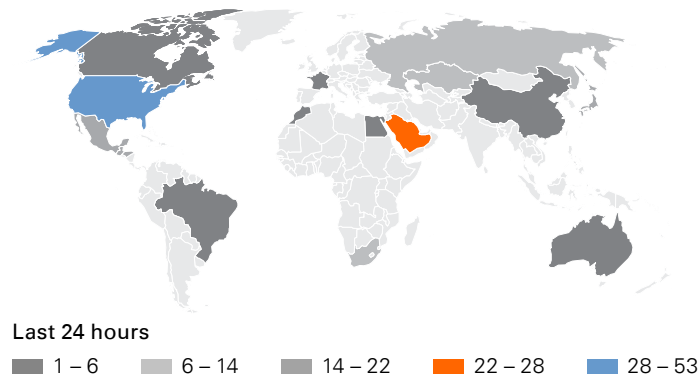 Last 24 hours
1 – 6 6 – 14 14 – 22 22 – 28 28 – 53